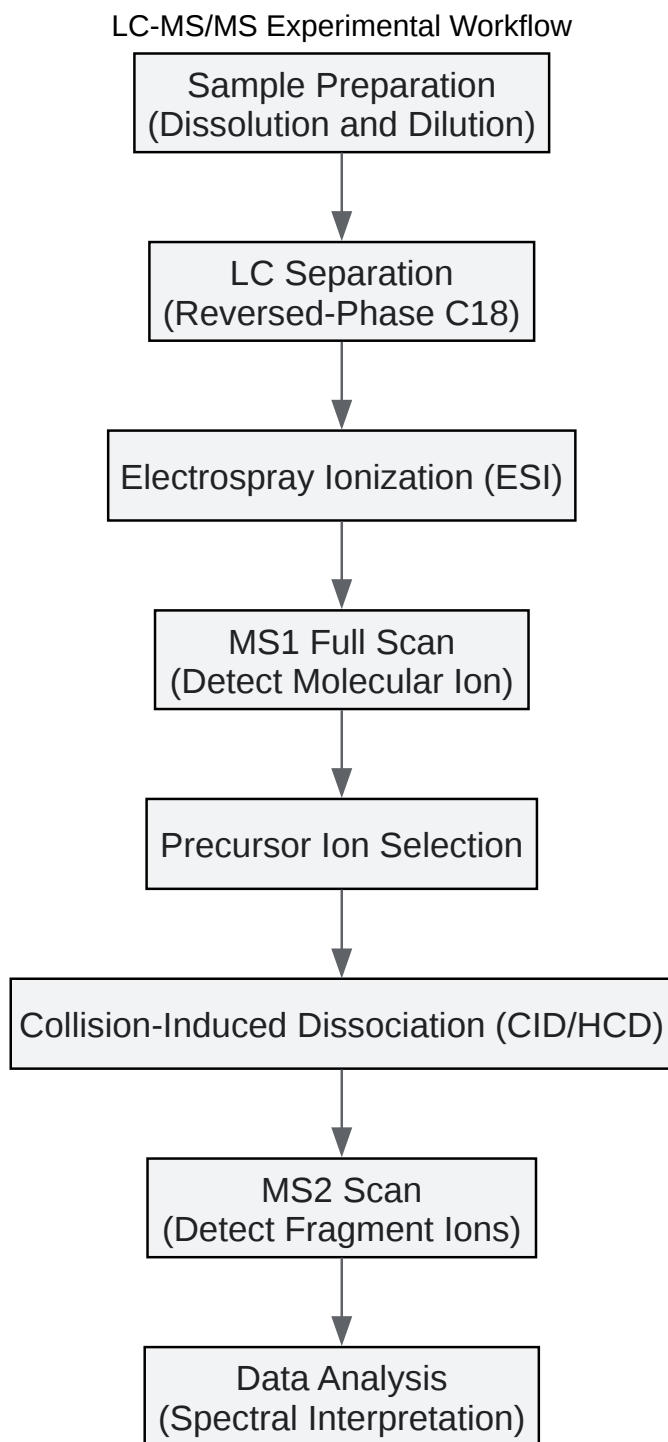 LC-MS/MS Experimental Workflow
Sample Preparation
(Dissolution and Dilution)
LC Separation
(Reversed-Phase C18)
Electrospray Ionization (ESI)
MS1 Full Scan
(Detect Molecular Ion)
Precursor Ion Selection
Collision-Induced Dissociation (CID/HCD)
MS2 Scan
(Detect Fragment Ions)
Data Analysis
(Spectral Interpretation)